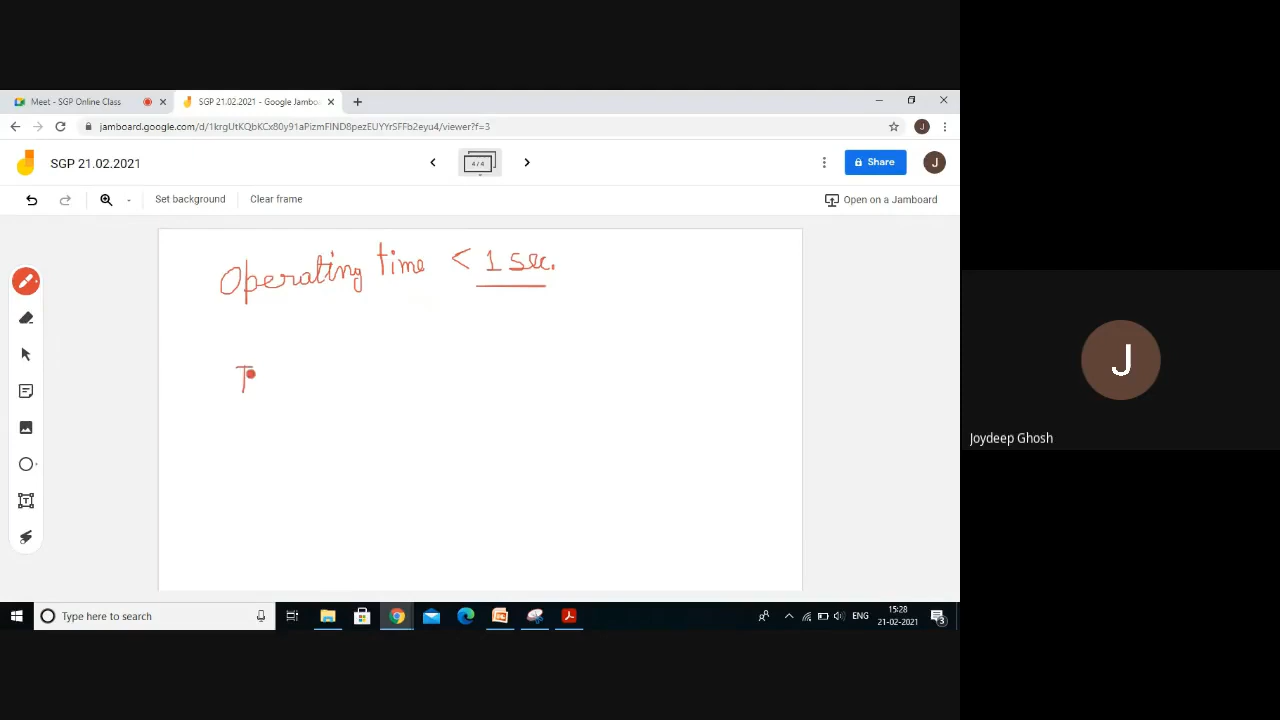 Meet - SGP Online Class
SGP 21.02.2021 - Google Jambo
jamboard.google.com/d/1krgUtKQbKCx80y91aPizmFIND8pezEUYYrSFFb2eyu4/viewer?f=3
J
SGP 21.02.2021
4 / 4
Share
J
Set background
Clear frame
Open on a Jamboard
Operating time < 1 sec.
T
J
Joydeep Ghosh
Type here to search
ENG
15:28
21-02-2021
3